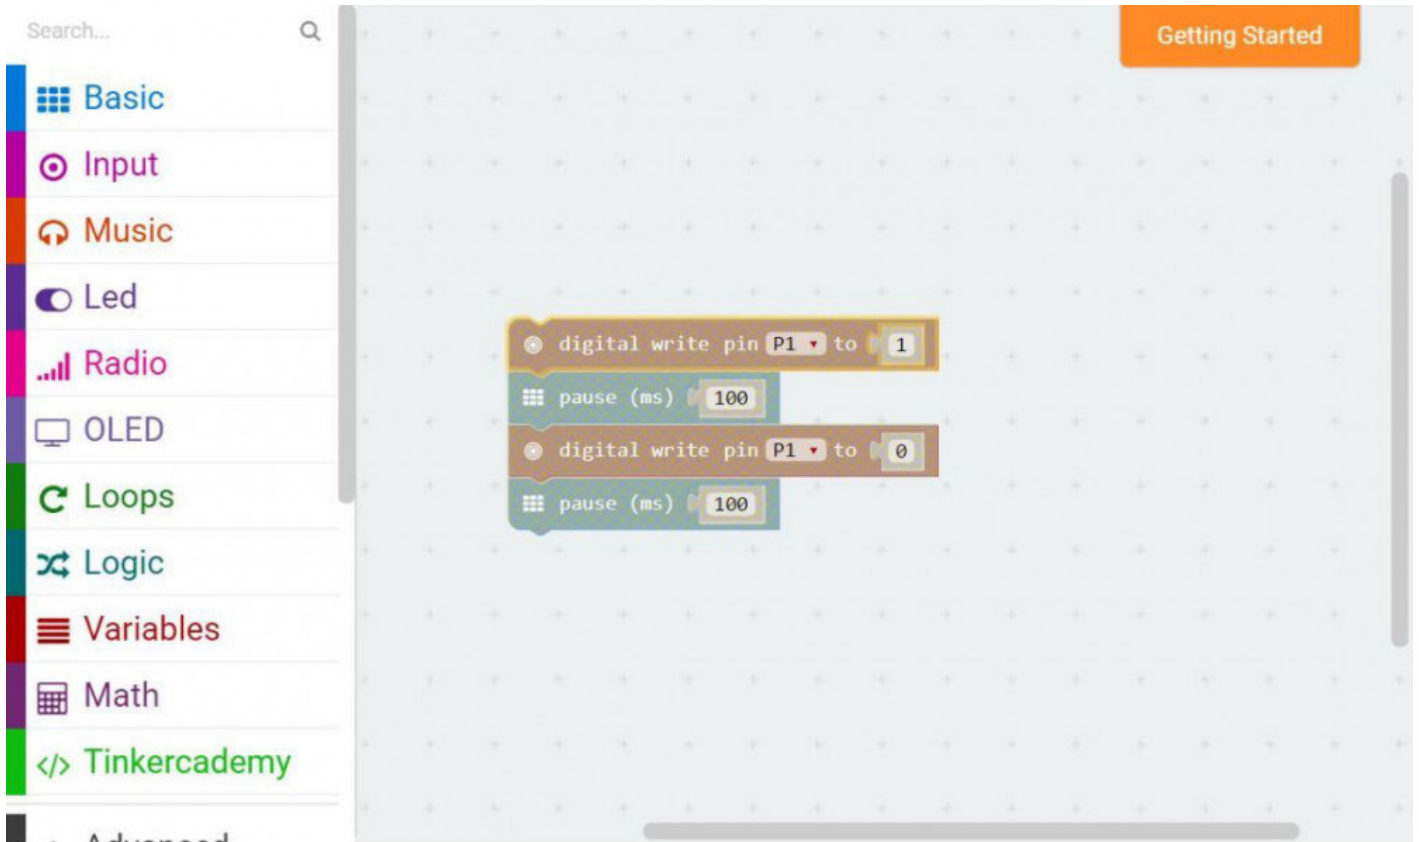 Search...
Basic
Input
Music
Led
Radio
OLED
Loops
Logic
Variables
Math
Tinkercademy
Advanced
Getting Started
digital write pin P1 to 1
pause (ms) 100
digital write pin P1 to 0
pause (ms) 100